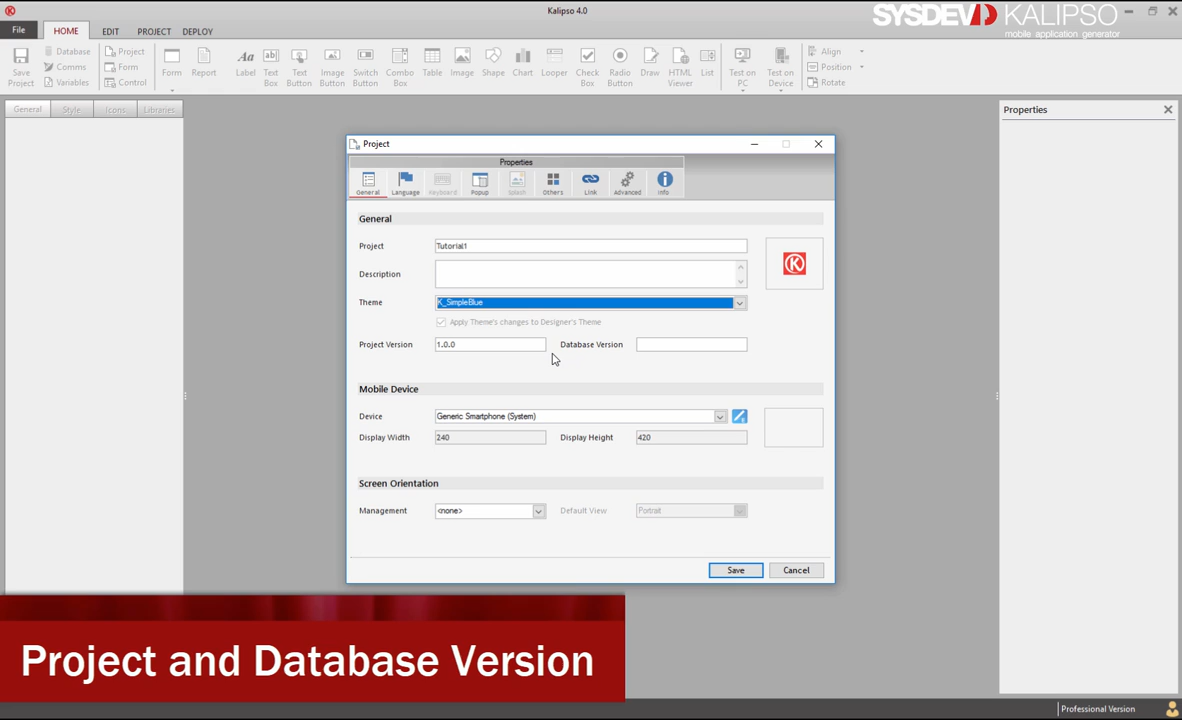 Kalipso 4.0
SYSDEV KALIPSO
mobile application generator
File HOME EDIT PROJECT DEPLOY
Save Project
Database
Comms
Variables
Project
Form
Control
Form
Report
Label
Text Box
Text Button
Image Button
Switch Button
Combo Box
Table
Image
Shape
Chart
Looper
Check Box
Radio Button
Draw
HTML Viewer
List
Test on PC
Test on Device
Align
Position
Rotate
General Style Icons Libraries
Properties
Project
Properties
General Language Keyboard Popup Splash Others Link Advanced Info
General
Project Tutorial1
Description
Theme K_SimpleBlue
Apply Theme's changes to Designer's Theme
Project Version 1.0.0 Database Version
Mobile Device
Device Generic Smartphone (System)
Display Width 240 Display Height 420
Screen Orientation
Management <none> Default View Portrait
Save Cancel
Project and Database Version
Professional Version